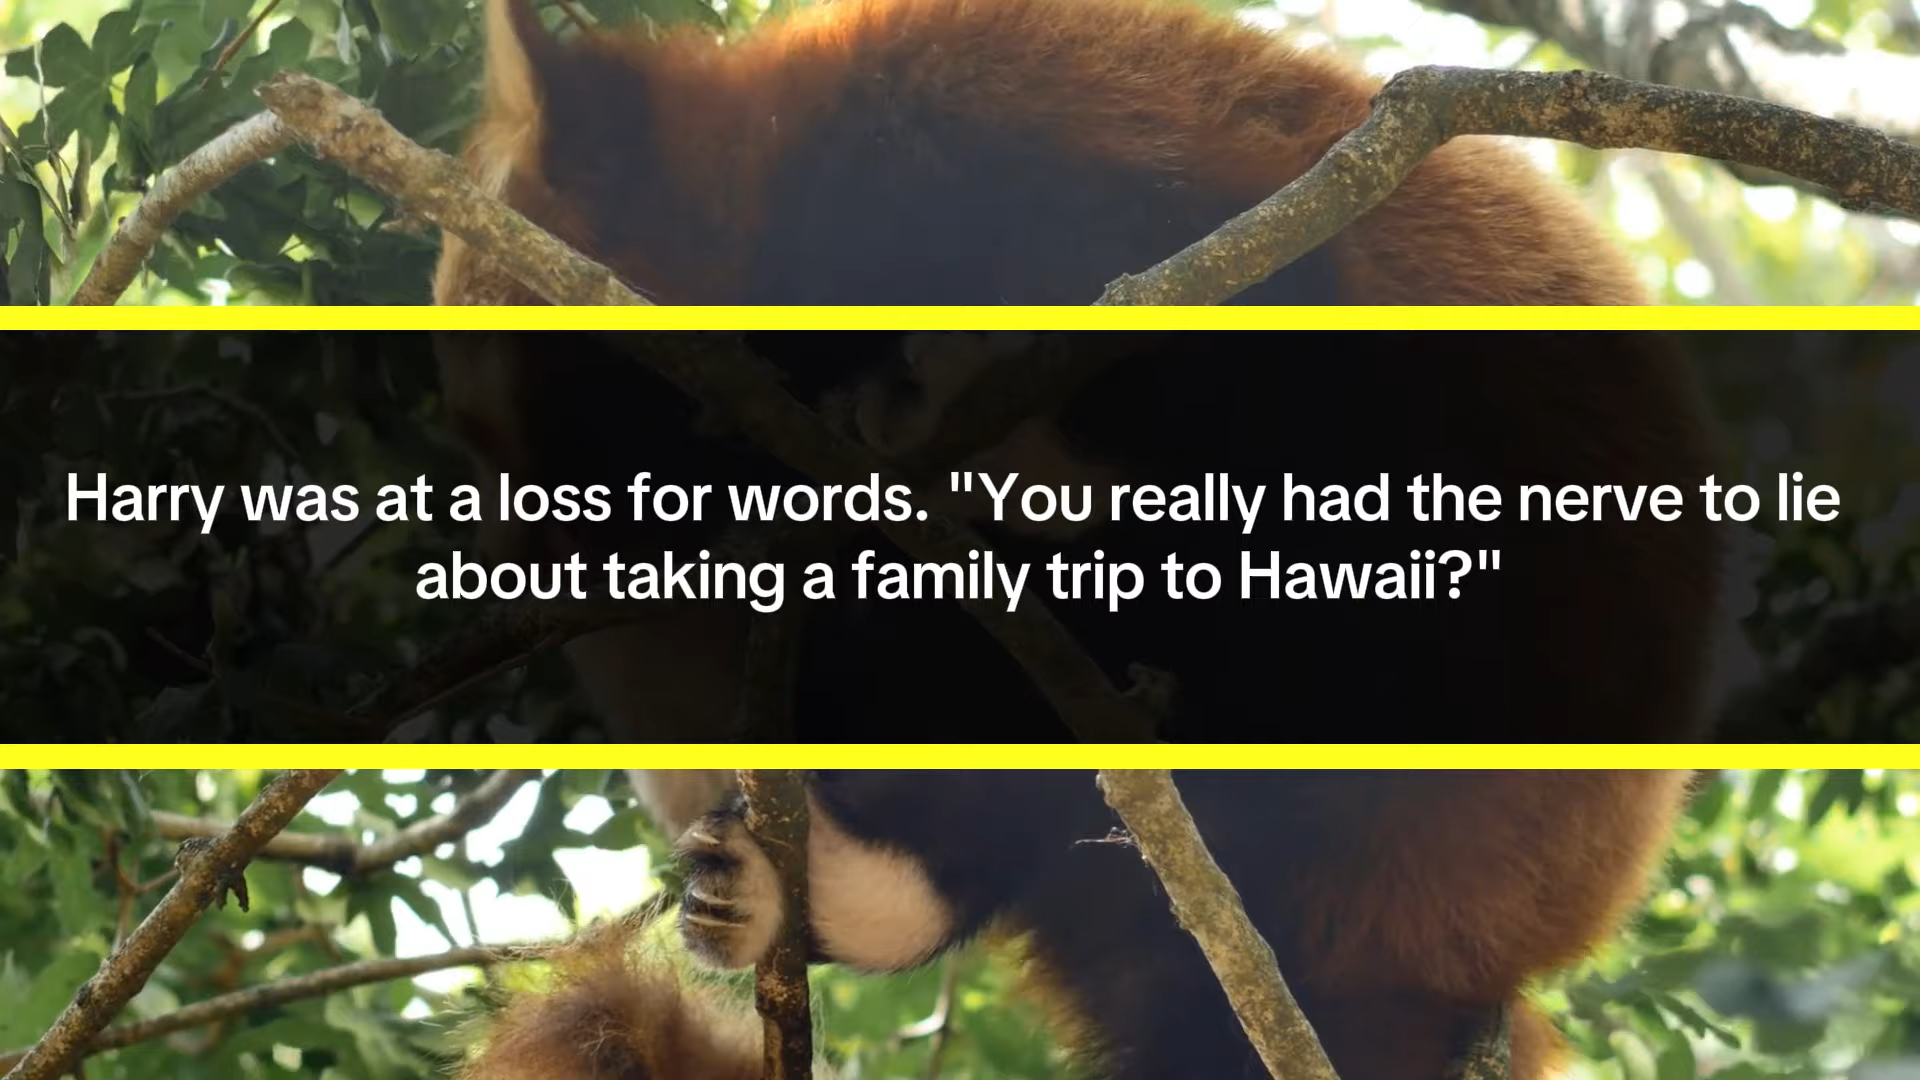 Harry was at a loss for words. "You really had the nerve to lie
about taking a family trip to Hawaii?"